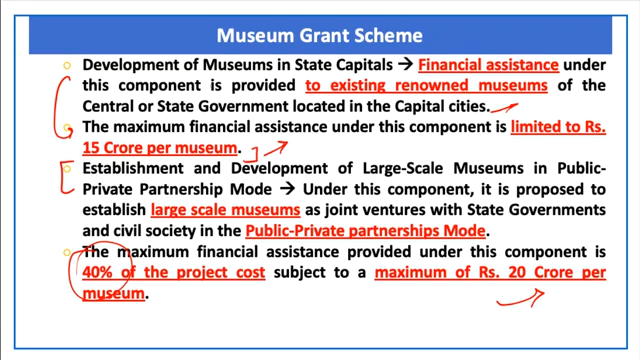 Museum Grant Scheme
Development of Museums in State Capitals → Financial assistance under
this component is provided to existing renowned museums of the
Central or State Government located in the Capital cities.
The maximum financial assistance under this component is limited to Rs.
15 Crore per museum.
Establishment and Development of Large-Scale Museums in Public-
Private Partnership Mode → Under this component, it is proposed to
establish large scale museums as joint ventures with State Governments
and civil society in the Public-Private partnerships Mode.
The maximum financial assistance provided under this component is
40% of the project cost subject to a maximum of Rs. 20 Crore per
museum.